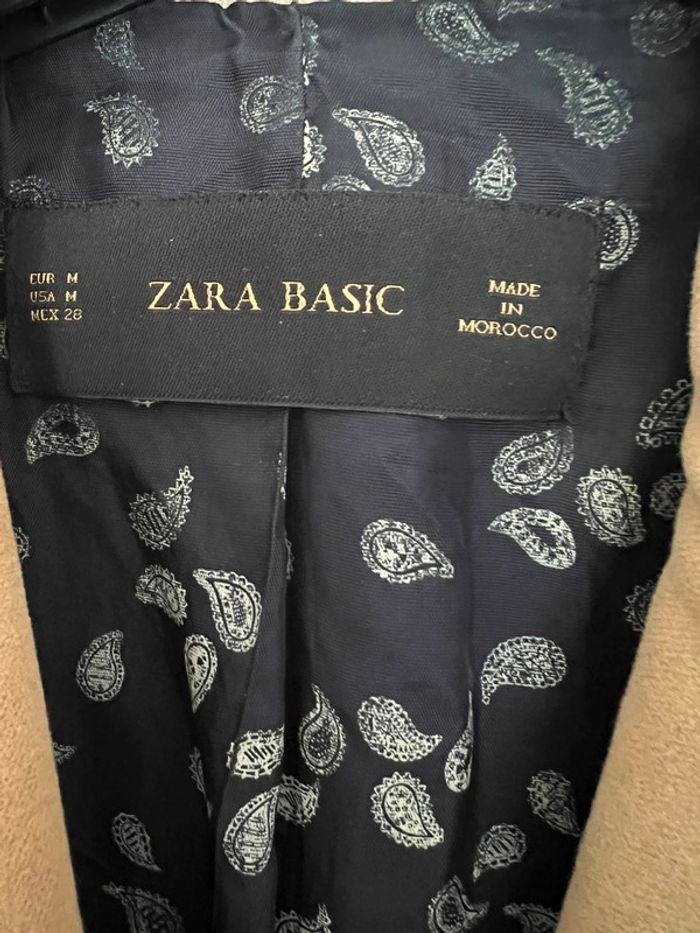 EUR M
USA M
MEX 28
ZARA BASIC
MADE
IN
MOROCCO